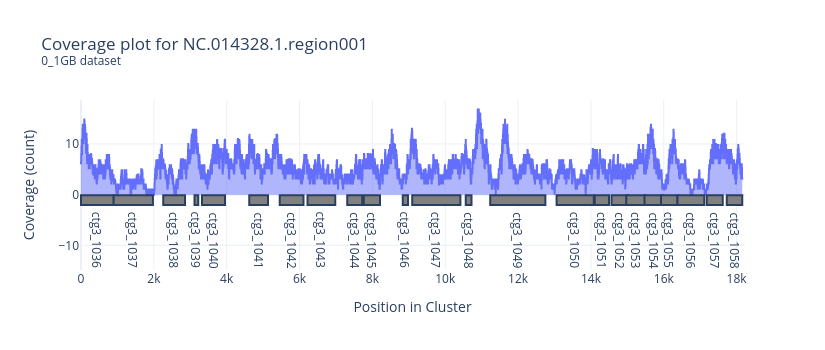 Coverage plot for NC.014328.1.region001
0_1GB dataset
Coverage (count)
10
0
−10
ctg3_1036
ctg3_1037
ctg3_1038
ctg3_1039
ctg3_1040
ctg3_1041
ctg3_1042
ctg3_1043
ctg3_1044
ctg3_1045
ctg3_1046
ctg3_1047
ctg3_1048
ctg3_1049
ctg3_1050
ctg3_1051
ctg3_1052
ctg3_1053
ctg3_1054
ctg3_1055
ctg3_1056
ctg3_1057
ctg3_1058
0
2k
4k
6k
8k
10k
12k
14k
16k
18k
Position in Cluster